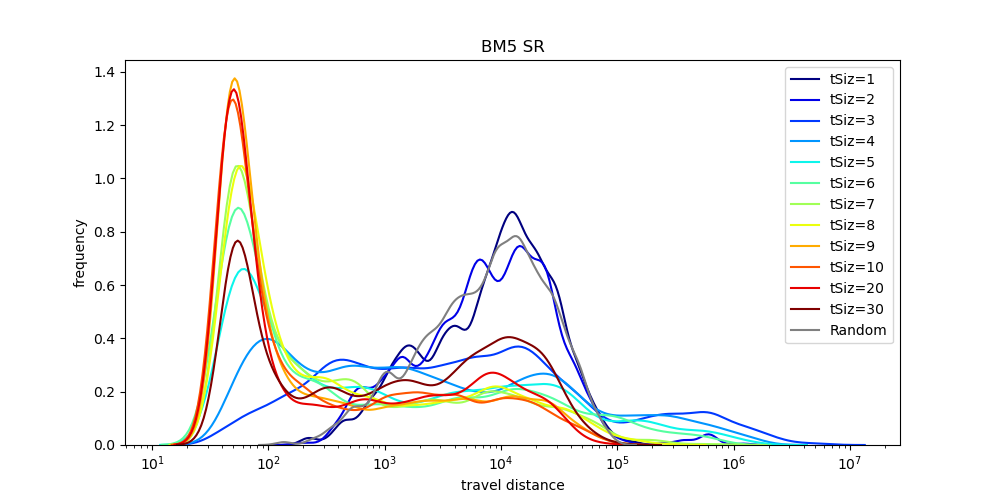 BM5 SR
frequency
1.4
1.2
1.0
0.8
0.6
0.4
0.2
0.0
10¹
10²
10³
10⁴
10⁵
10⁶
10⁷
travel distance
tSiz=1
tSiz=2
tSiz=3
tSiz=4
tSiz=5
tSiz=6
tSiz=7
tSiz=8
tSiz=9
tSiz=10
tSiz=20
tSiz=30
Random